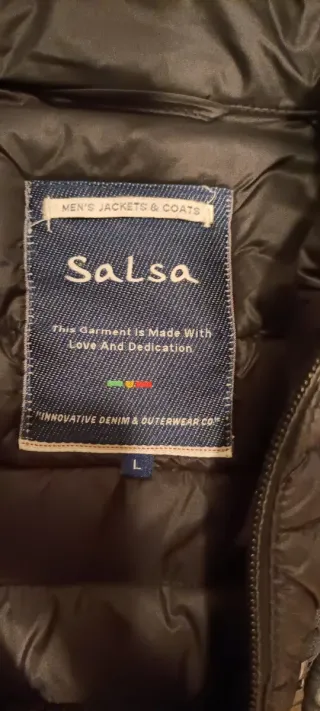 MEN'S JACKETS & COATS
Salsa
This Garment is Made With
Love And Dedication
"INNOVATIVE DENIM & OUTERWEAR CO."
L